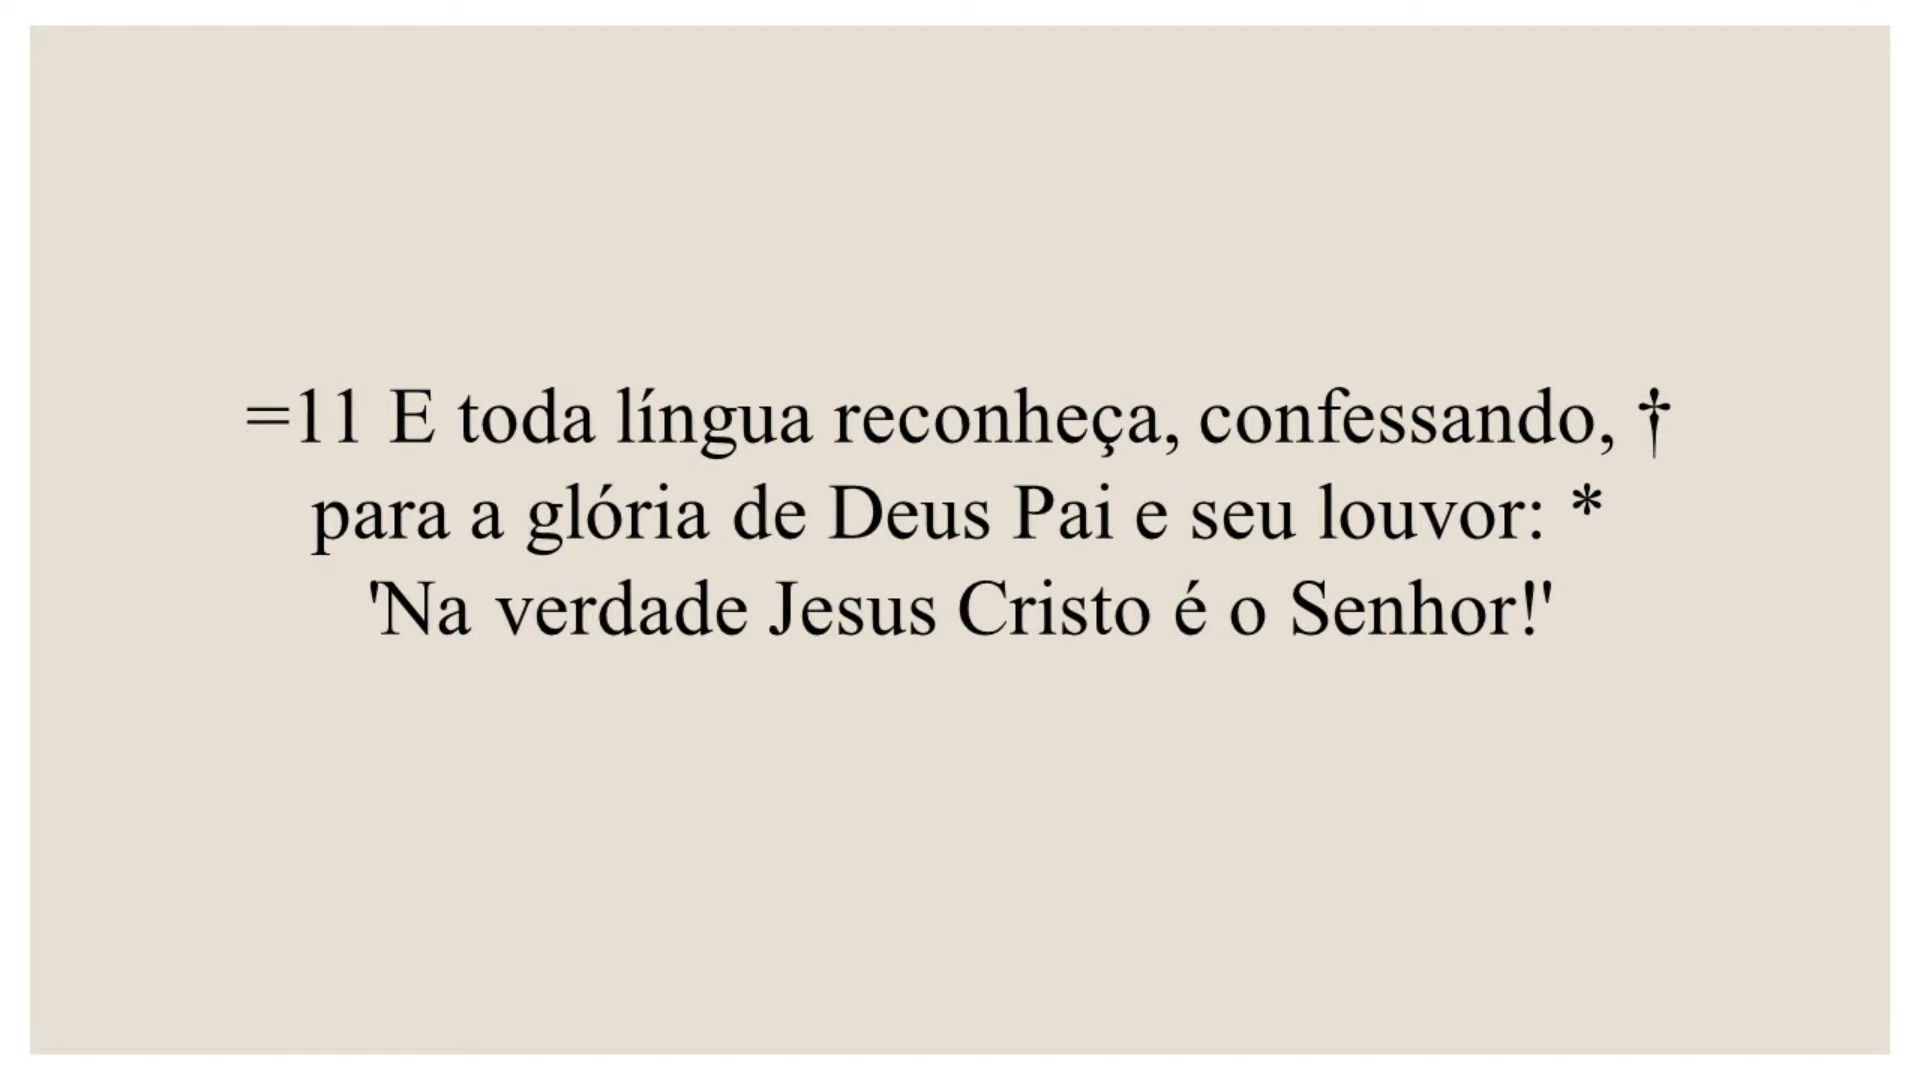 =11 E toda língua reconheça, confessando, †
para a glória de Deus Pai e seu louvor: *
'Na verdade Jesus Cristo é o Senhor!'